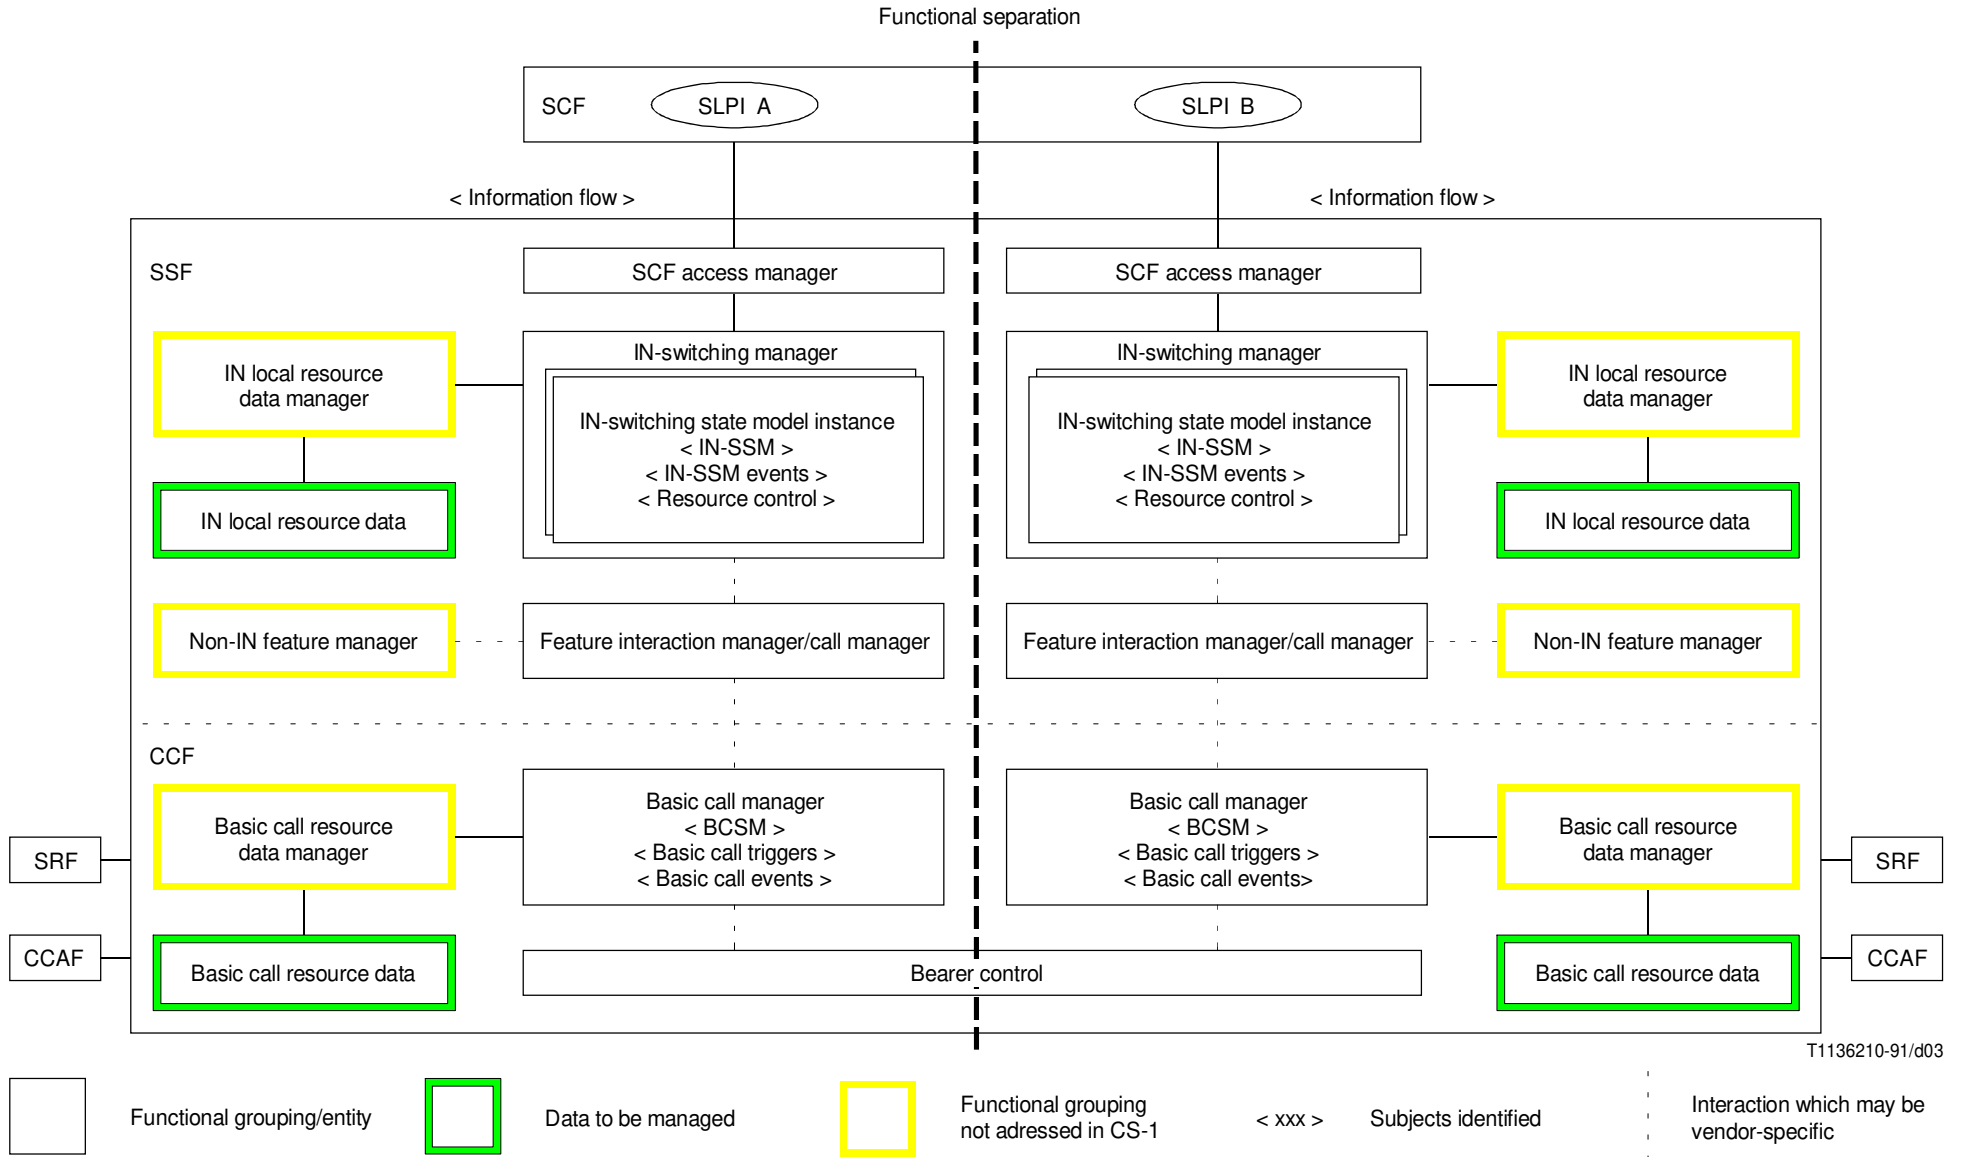 Functional separation
SCF
SLPI A
SLPI B
< Information flow >
< Information flow >
SSF
SCF access manager
SCF access manager
IN local resource
data manager
IN-switching manager
IN-switching state model instance
< IN-SSM >
< IN-SSM events >
< Resource control >
IN-switching manager
IN-switching state model instance
< IN-SSM >
< IN-SSM events >
< Resource control >
IN local resource
data manager
IN local resource data
IN local resource data
Non-IN feature manager
Feature interaction manager/call manager
Feature interaction manager/call manager
Non-IN feature manager
CCF
Basic call resource
data manager
Basic call manager
< BCSM >
< Basic call triggers >
< Basic call events >
Basic call manager
< BCSM >
< Basic call triggers >
< Basic call events>
Basic call resource
data manager
SRF
SRF
CCAF
Basic call resource data
Bearer control
Basic call resource data
CCAF
T1136210-91/d03
Functional grouping/entity
Data to be managed
Functional grouping
not adressed in CS-1
< xxx >
Subjects identified
Interaction which may be
vendor-specific